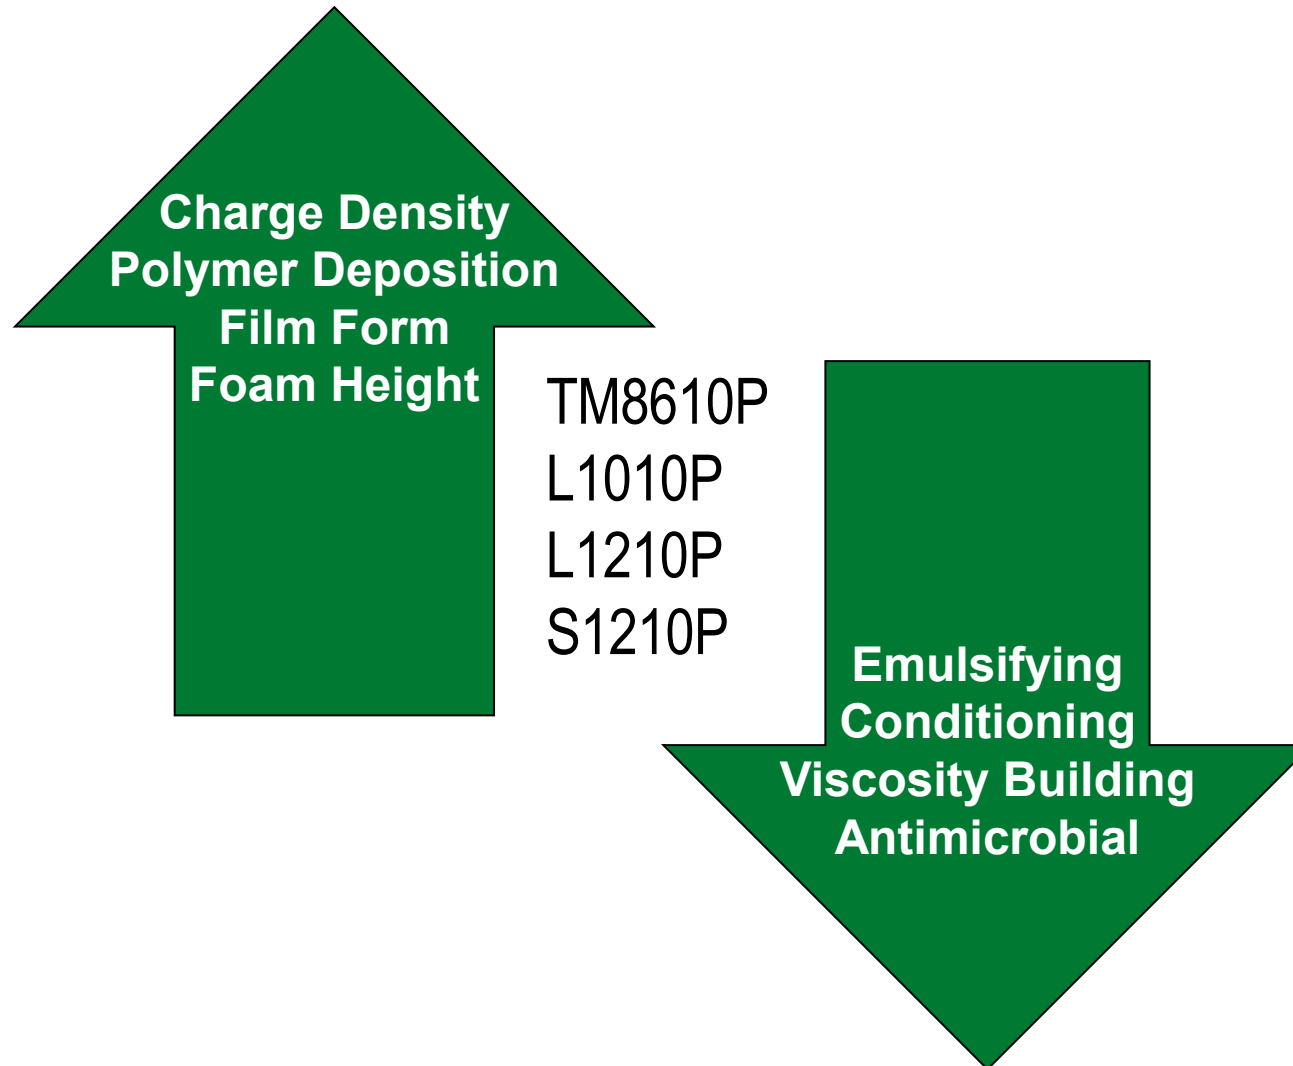 Charge Density
Polymer Deposition
Film Form
Foam Height
TM8610P
L1010P
L1210P
S1210P
Emulsifying
Conditioning
Viscosity Building
Antimicrobial